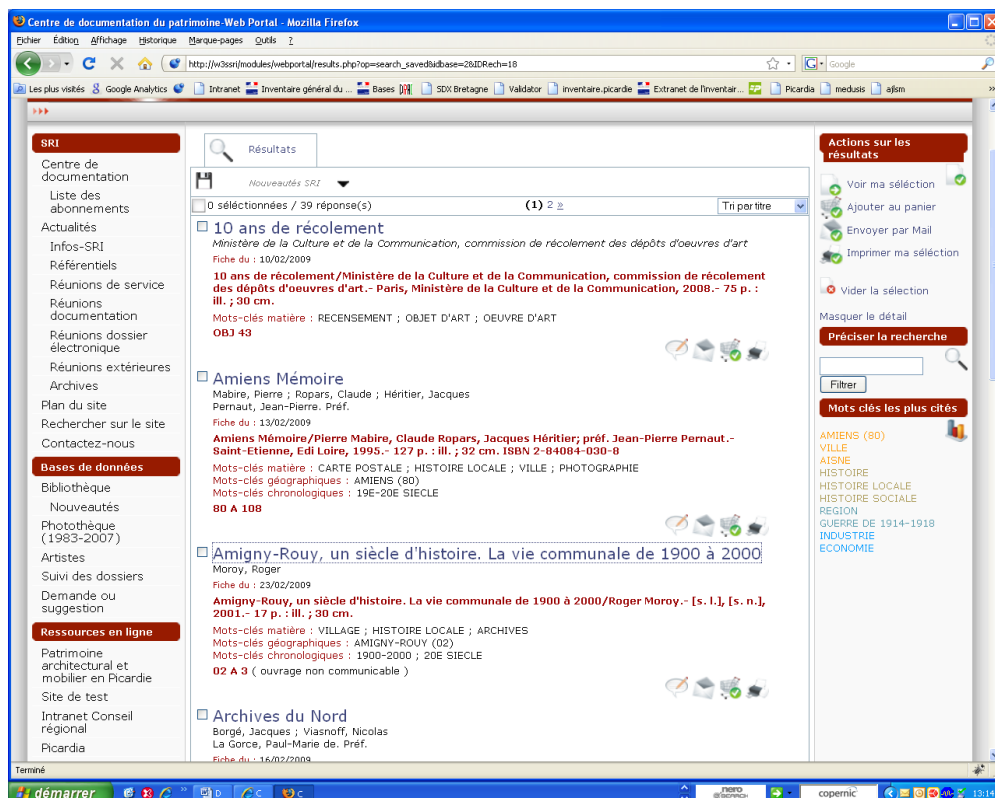 Centre de documentation du patrimoine-Web Portal - Mozilla Firefox
Fichier Édition Affichage Historique Marque-pages Outils ?
http://w3ssri/modules/webportal/results.php?op=search_saved&idbase=2&IDRech=18
Google
Les plus visités Google Analytics Intranet Inventaire général du ... Bases SDX Bretagne Validator inventaire.picardie Extranet de l'inventair... Picardia medusis ajlsm »
SRI
Centre de
documentation
Liste des
abonnements
Actualités
Infos-SRI
Référentiels
Réunions de service
Réunions
documentation
Réunions dossier
électronique
Réunions extérieures
Archives
Plan du site
Rechercher sur le site
Contactez-nous
Bases de données
Bibliothèque
Nouveautés
Photothèque
(1983-2007)
Artistes
Suivi des dossiers
Demande ou
suggestion
Ressources en ligne
Patrimoine
architectural et
mobilier en Picardie
Site de test
Intranet Conseil
régional
Picardia
Résultats
Nouveautés SRI
0 séléctionnées / 39 réponse(s) (1) 2 » Tri par titre
10 ans de récolement
Ministère de la Culture et de la Communication, commission de récolement des dépôts d'oeuvres d'art
Fiche du : 10/02/2009
10 ans de récolement/Ministère de la Culture et de la Communication, commission de récolement
des dépôts d'oeuvres d'art.- Paris, Ministère de la Culture et de la Communication, 2008.- 75 p. :
ill. ; 30 cm.
Mots-clés matière : RECENSEMENT ; OBJET D'ART ; OEUVRE D'ART
OBJ 43
Amiens Mémoire
Mabire, Pierre ; Ropars, Claude ; Héritier, Jacques
Pernaut, Jean-Pierre. Préf.
Fiche du : 13/02/2009
Amiens Mémoire/Pierre Mabire, Claude Ropars, Jacques Héritier; préf. Jean-Pierre Pernaut.-
Saint-Etienne, Edi Loire, 1995.- 127 p. : ill. ; 32 cm. ISBN 2-84084-030-8
Mots-clés matière : CARTE POSTALE ; HISTOIRE LOCALE ; VILLE ; PHOTOGRAPHIE
Mots-clés géographiques : AMIENS (80)
Mots-clés chronologiques : 19E-20E SIECLE
80 A 108
Amigny-Rouy, un siècle d'histoire. La vie communale de 1900 à 2000
Moroy, Roger
Fiche du : 23/02/2009
Amigny-Rouy, un siècle d'histoire. La vie communale de 1900 à 2000/Roger Moroy.- [s. l.], [s. n.],
2001.- 17 p. : ill. ; 30 cm.
Mots-clés matière : VILLAGE ; HISTOIRE LOCALE ; ARCHIVES
Mots-clés géographiques : AMIGNY-ROUY (02)
Mots-clés chronologiques : 1900-2000 ; 20E SIECLE
02 A 3 ( ouvrage non communicable )
Archives du Nord
Borgé, Jacques ; Viasnoff, Nicolas
La Gorce, Paul-Marie de. Préf.
Fiche du : 16/02/2009
Actions sur les
résultats
Voir ma séléction
Ajouter au panier
Envoyer par Mail
Imprimer ma séléction
Vider la sélection
Masquer le détail
Préciser la recherche
Filtrer
Mots clés les plus cités
AMIENS (80)
VILLE
AISNE
HISTOIRE
HISTOIRE LOCALE
HISTOIRE SOCIALE
REGION
GUERRE DE 1914-1918
INDUSTRIE
ECONOMIE
Terminé
démarrer » D C C nero SEARCH copernic 13:14